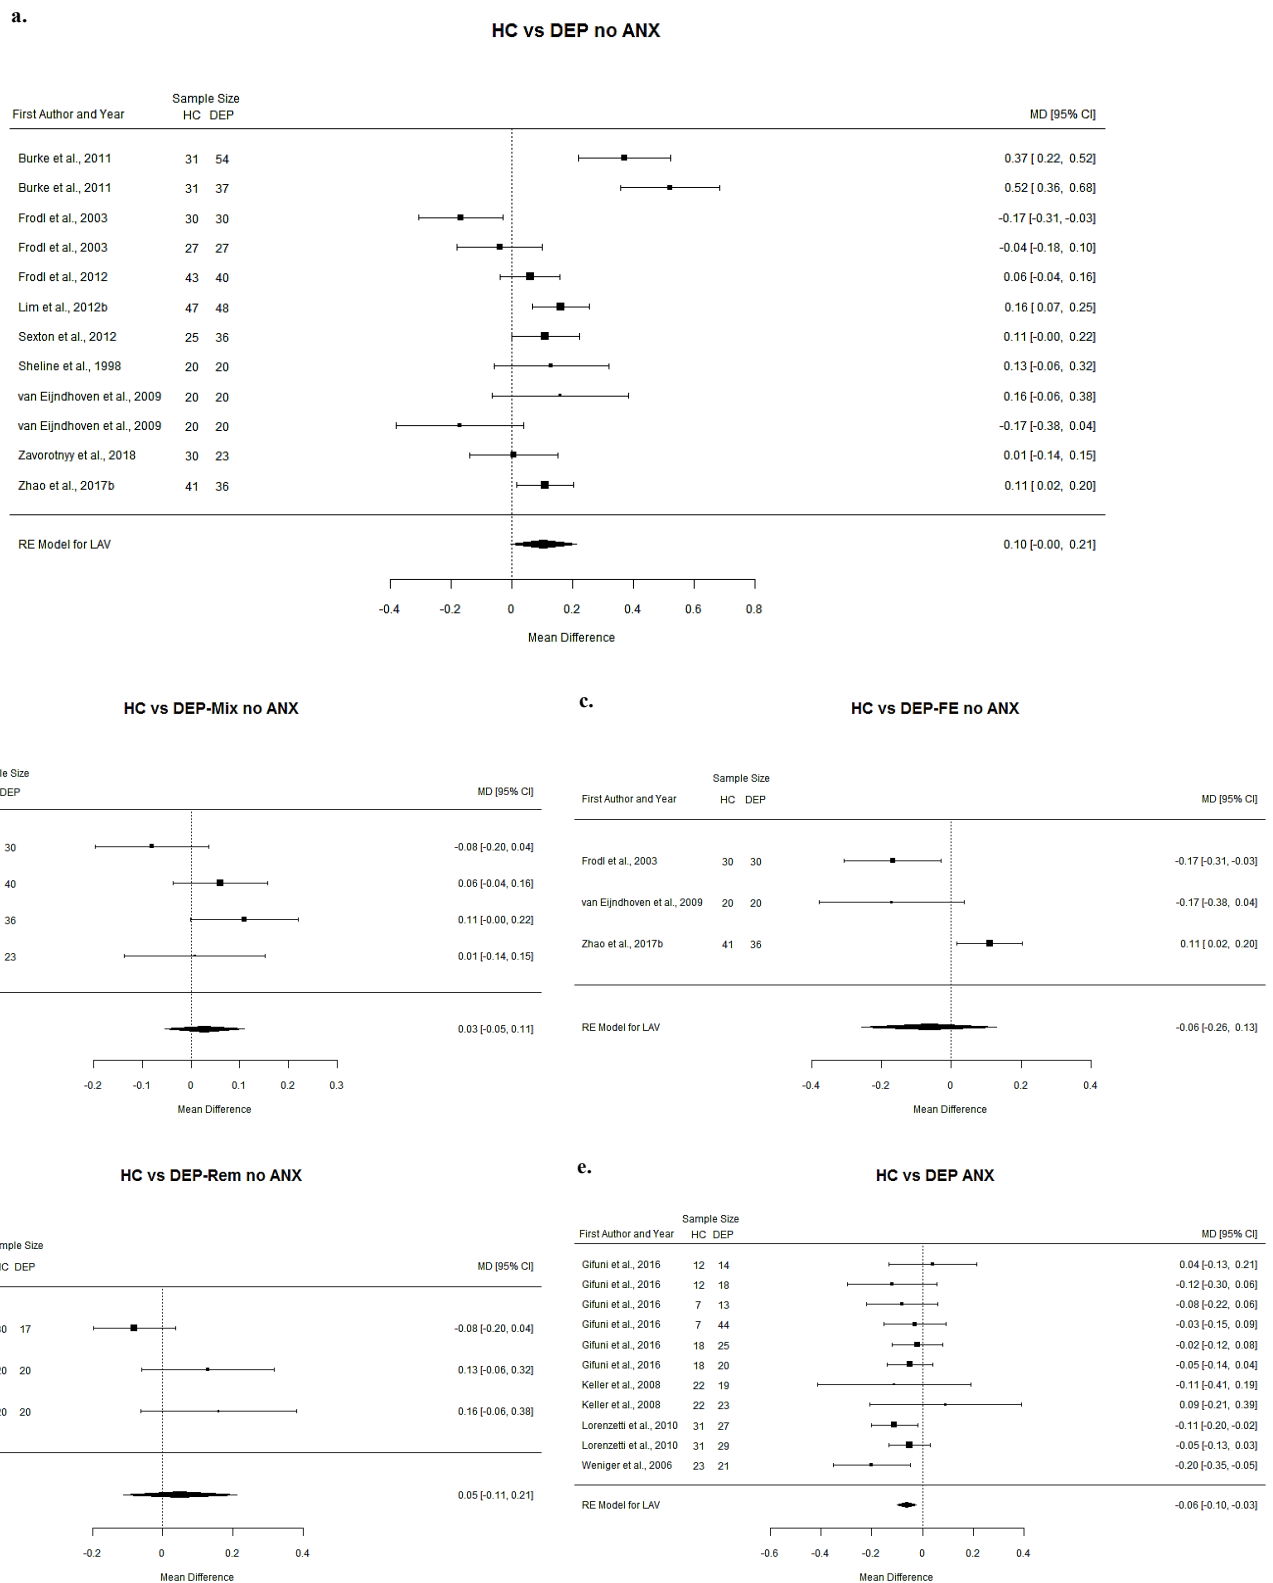 a.
HC vs DEP no ANX
Sample Size
First Author and Year HC DEP MD [95% CI]
Burke et al., 2011 31 54 0.37 [ 0.22, 0.52]
Burke et al., 2011 31 37 0.52 [ 0.36, 0.68]
Frodl et al., 2003 30 30 -0.17 [-0.31, -0.03]
Frodl et al., 2003 27 27 -0.04 [-0.18, 0.10]
Frodl et al., 2012 43 40 0.06 [-0.04, 0.16]
Lim et al., 2012b 47 48 0.16 [ 0.07, 0.25]
Sexton et al., 2012 25 36 0.11 [-0.00, 0.22]
Sheline et al., 1998 20 20 0.13 [-0.06, 0.32]
van Eijndhoven et al., 2009 20 20 0.16 [-0.06, 0.38]
van Eijndhoven et al., 2009 20 20 -0.17 [-0.38, 0.04]
Zavorotnyy et al., 2018 30 23 0.01 [-0.14, 0.15]
Zhao et al., 2017b 41 36 0.11 [ 0.02, 0.20]
RE Model for LAV 0.10 [-0.00, 0.21]
-0.4 -0.2 0 0.2 0.4 0.6 0.8
Mean Difference
HC vs DEP-Mix no ANX
le Size
DEP MD [95% CI]
30 -0.08 [-0.20, 0.04]
40 0.06 [-0.04, 0.16]
36 0.11 [-0.00, 0.22]
23 0.01 [-0.14, 0.15]
0.03 [-0.05, 0.11]
-0.2 -0.1 0 0.1 0.2 0.3
Mean Difference
c.
HC vs DEP-FE no ANX
Sample Size
First Author and Year HC DEP MD [95% CI]
Frodl et al., 2003 30 30 -0.17 [-0.31, -0.03]
van Eijndhoven et al., 2009 20 20 -0.17 [-0.38, 0.04]
Zhao et al., 2017b 41 36 0.11 [ 0.02, 0.20]
RE Model for LAV -0.06 [-0.26, 0.13]
-0.4 -0.2 0 0.2 0.4
Mean Difference
HC vs DEP-Rem no ANX
mple Size
HC DEP MD [95% CI]
30 17 -0.08 [-0.20, 0.04]
20 20 0.13 [-0.06, 0.32]
20 20 0.16 [-0.06, 0.38]
0.05 [-0.11, 0.21]
-0.2 0 0.2 0.4
Mean Difference
e.
HC vs DEP ANX
Sample Size
First Author and Year HC DEP MD [95% CI]
Gifuni et al., 2016 12 14 0.04 [-0.13, 0.21]
Gifuni et al., 2016 12 18 -0.12 [-0.30, 0.06]
Gifuni et al., 2016 7 13 -0.08 [-0.22, 0.06]
Gifuni et al., 2016 7 44 -0.03 [-0.15, 0.09]
Gifuni et al., 2016 18 25 -0.02 [-0.12, 0.08]
Gifuni et al., 2016 18 20 -0.05 [-0.14, 0.04]
Keller et al., 2008 22 19 -0.11 [-0.41, 0.19]
Keller et al., 2008 22 23 0.09 [-0.21, 0.39]
Lorenzetti et al., 2010 31 27 -0.11 [-0.20, -0.02]
Lorenzetti et al., 2010 31 29 -0.05 [-0.13, 0.03]
Weniger et al., 2006 23 21 -0.20 [-0.35, -0.05]
RE Model for LAV -0.06 [-0.10, -0.03]
-0.6 -0.4 -0.2 0 0.2 0.4
Mean Difference